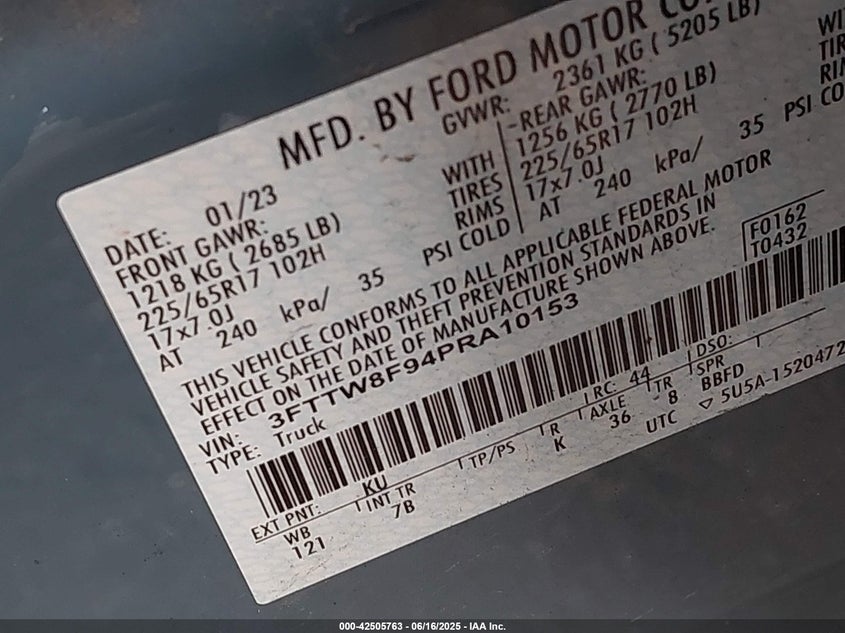 MFD. BY FORD MOTOR
DATE: 01/23 GVWR: 2361 KG ( 5205 LB)
FRONT GAWR: -REAR GAWR:
1218 KG ( 2685 LB) WITH 1256 KG ( 2770 LB)
225/65R17 102H TIRES 225/65R17 102H
17x7.0J RIMS 17x7.0J
AT 240 kPa/ 35 PSI COLD AT 240 kPa/ 35 PSI
THIS VEHICLE CONFORMS TO ALL APPLICABLE FEDERAL MOTOR
VEHICLE SAFETY AND THEFT PREVENTION STANDARDS IN
EFFECT ON THE DATE OF MANUFACTURE SHOWN ABOVE.
VIN: 3FTTW8F94PRA10153 F0162
TYPE: Truck T0432
EXT PNT: KU RC: 44 DSO:
WB INT TR TP/PS R AXLE TR SPR
121 7B K 36 8 BBFD
UTC 5U5A-1520472
000-42505763 - 06/16/2025 - IAA Inc.